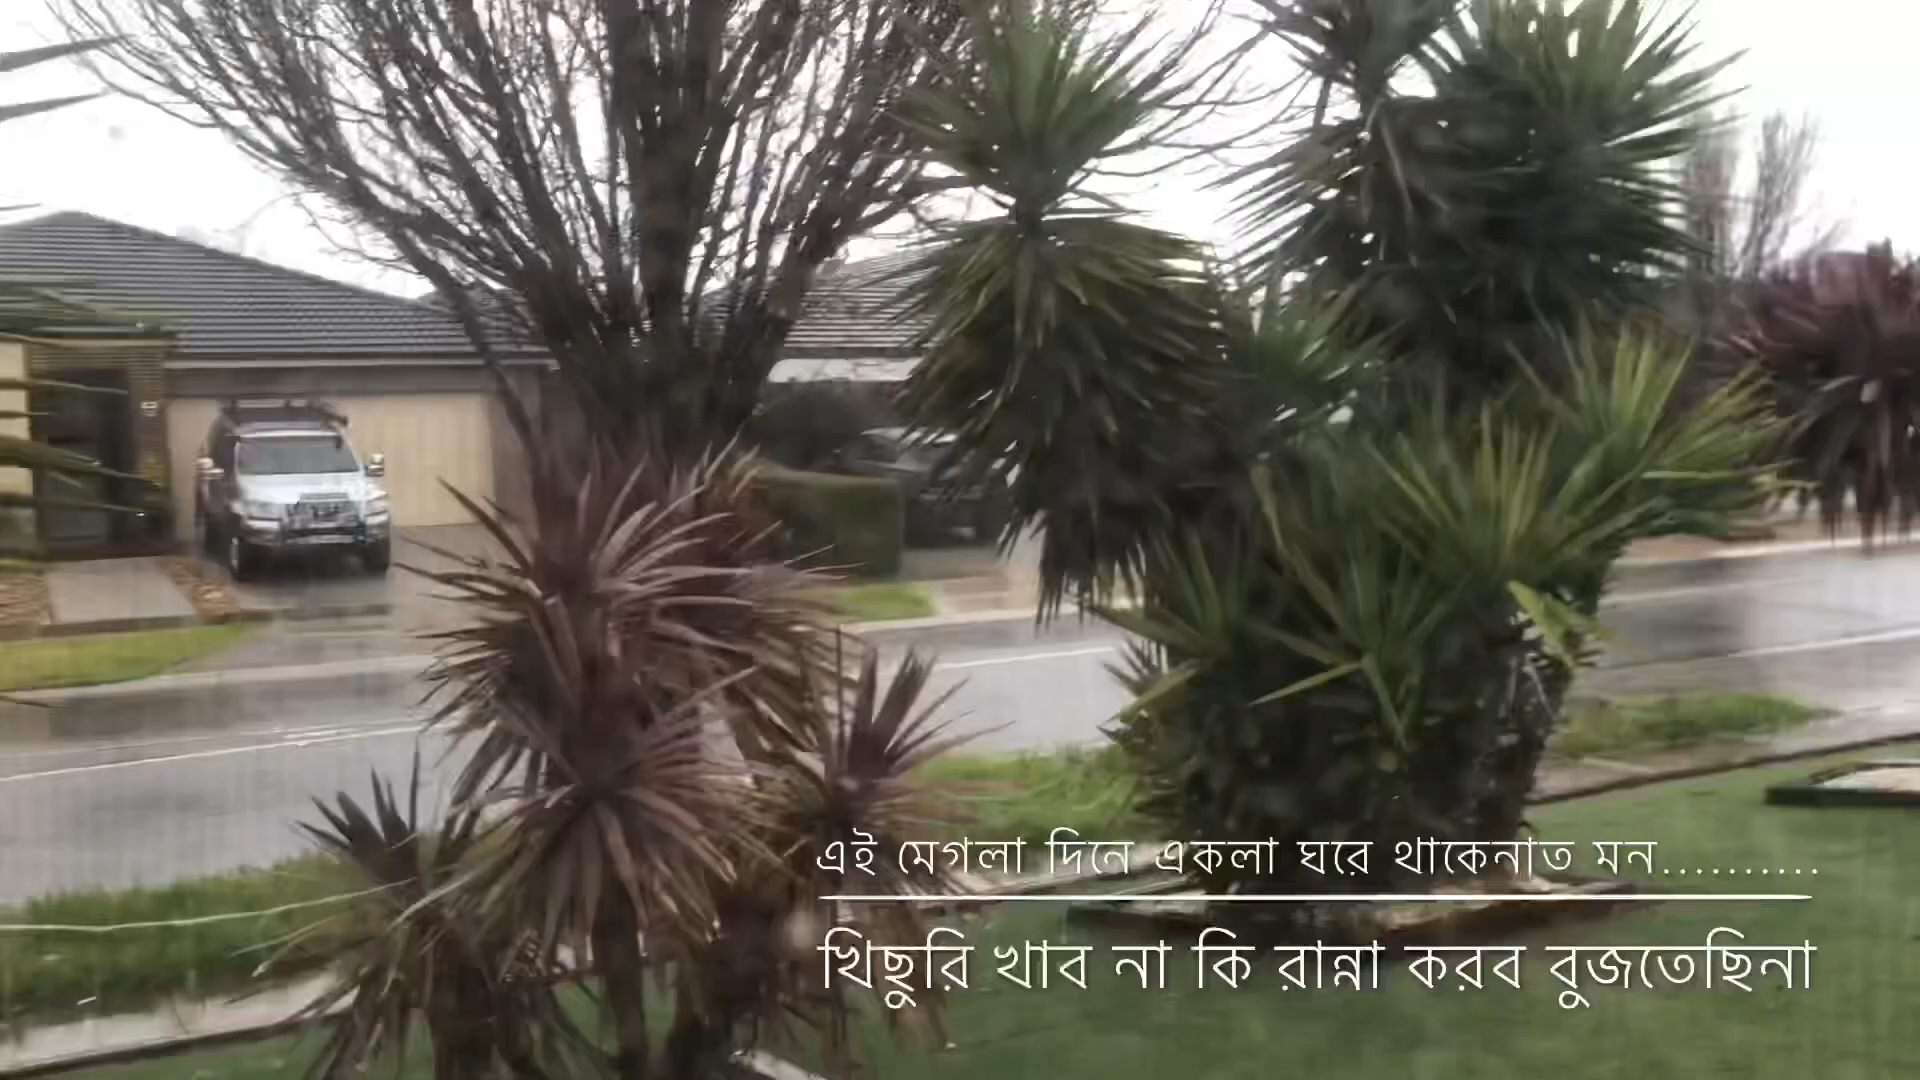 এই মেগলা দিনে একলা ঘরে থাকেনাত মন..........
খিছুরি খাব না কি রান্না করব বুজতেছিনা